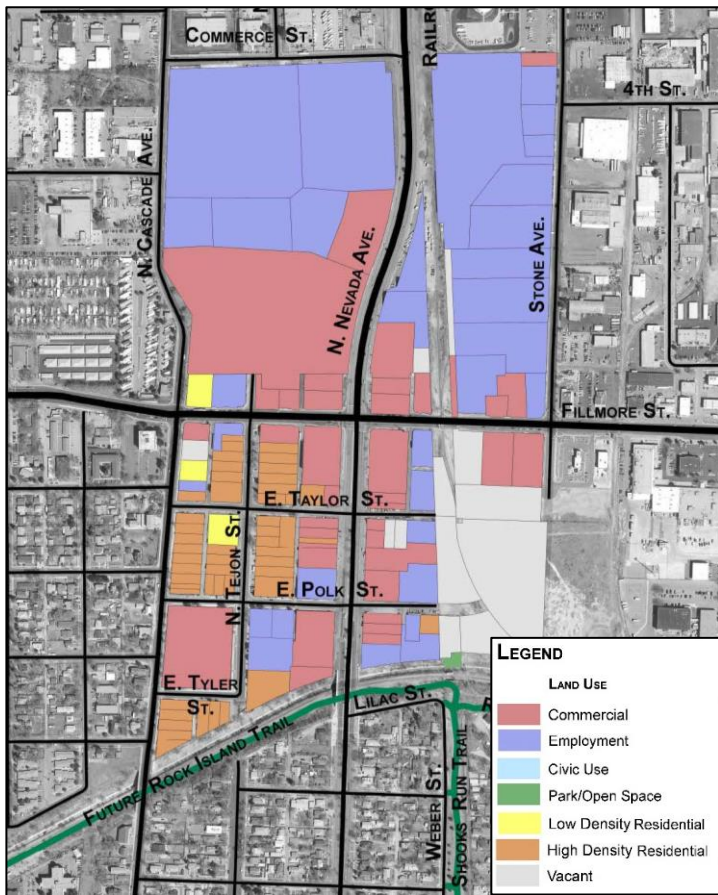 COMMERCE ST.
RAILRO
4TH ST.
N. CASCADE AVE.
N. NEVADA AVE.
STONE AVE.
FILLMORE ST.
E. TAYLOR ST.
N. TEJON ST.
E. POLK ST.
E. TYLER ST.
LILAC ST.
FUTURE ROCK ISLAND TRAIL
WEBER ST.
SHOOKS RUN TRAIL
LEGEND
LAND USE
Commercial
Employment
Civic Use
Park/Open Space
Low Density Residential
High Density Residential
Vacant